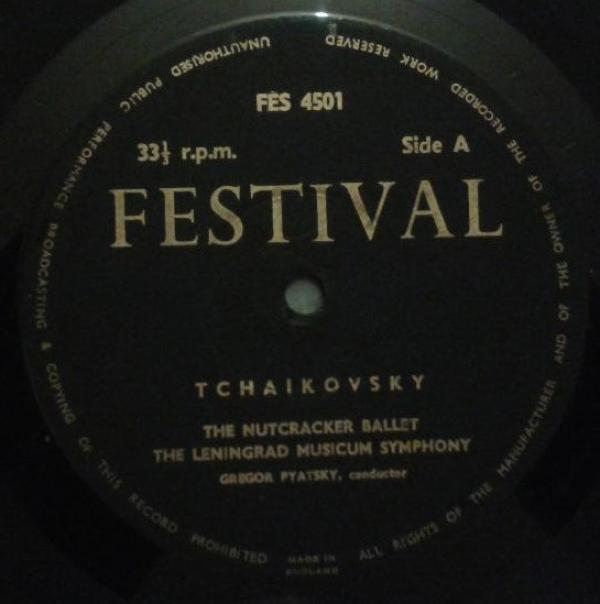 FES 4501
33⅓ r.p.m.
Side A
FESTIVAL
TCHAIKOVSKY
THE NUTCRACKER BALLET
THE LENINGRAD MUSICUM SYMPHONY
GREGOR PYATSKY, conductor
ALL RIGHTS OF THE MANUFACTURER AND OF THE OWNER OF THE RECORDED WORK RESERVED
UNAUTHORISED PUBLIC PERFORMANCE BROADCASTING & COPYING OF THIS RECORD PROHIBITED
MADE IN
ENGLAND